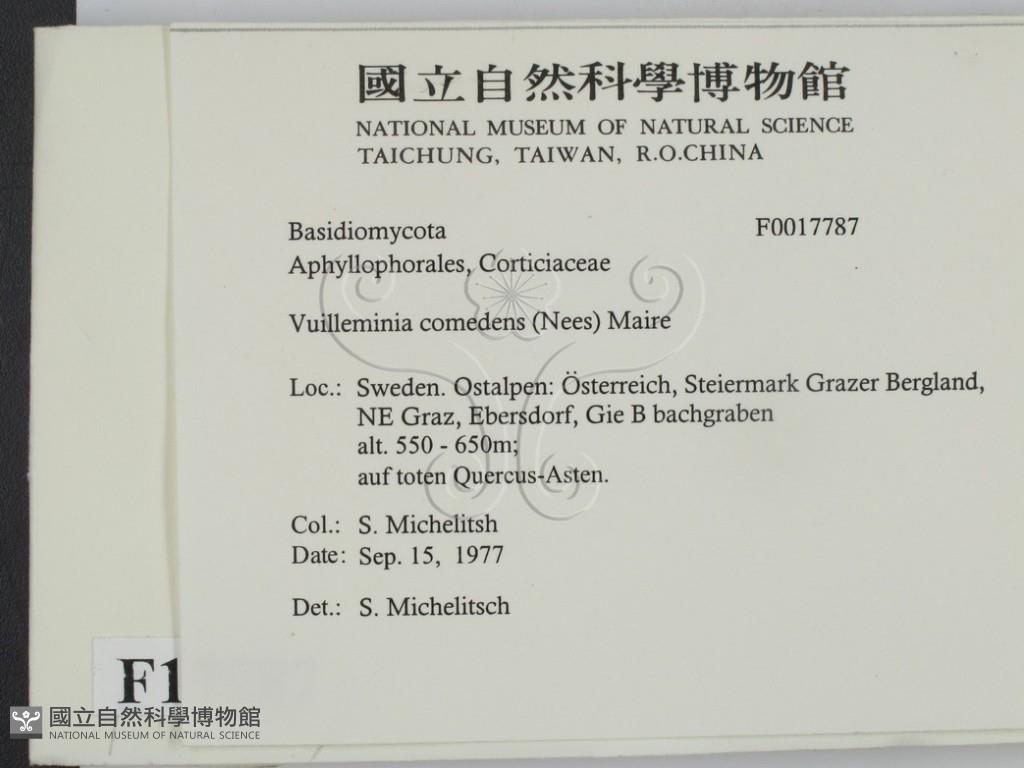 國立自然科學博物館
NATIONAL MUSEUM OF NATURAL SCIENCE
TAICHUNG, TAIWAN, R.O.CHINA
Basidiomycota F0017787
Aphyllophorales, Corticiaceae
Vuilleminia comedens (Nees) Maire
Loc.: Sweden. Ostalpen: Österreich, Steiermark Grazer Bergland,
NE Graz, Ebersdorf, Gie B bachgraben
alt. 550 - 650m;
auf toten Quercus-Asten.
Col.: S. Michelitsh
Date: Sep. 15, 1977
Det.: S. Michelitsch
F1
國立自然科學博物館
NATIONAL MUSEUM OF NATURAL SCIENCE